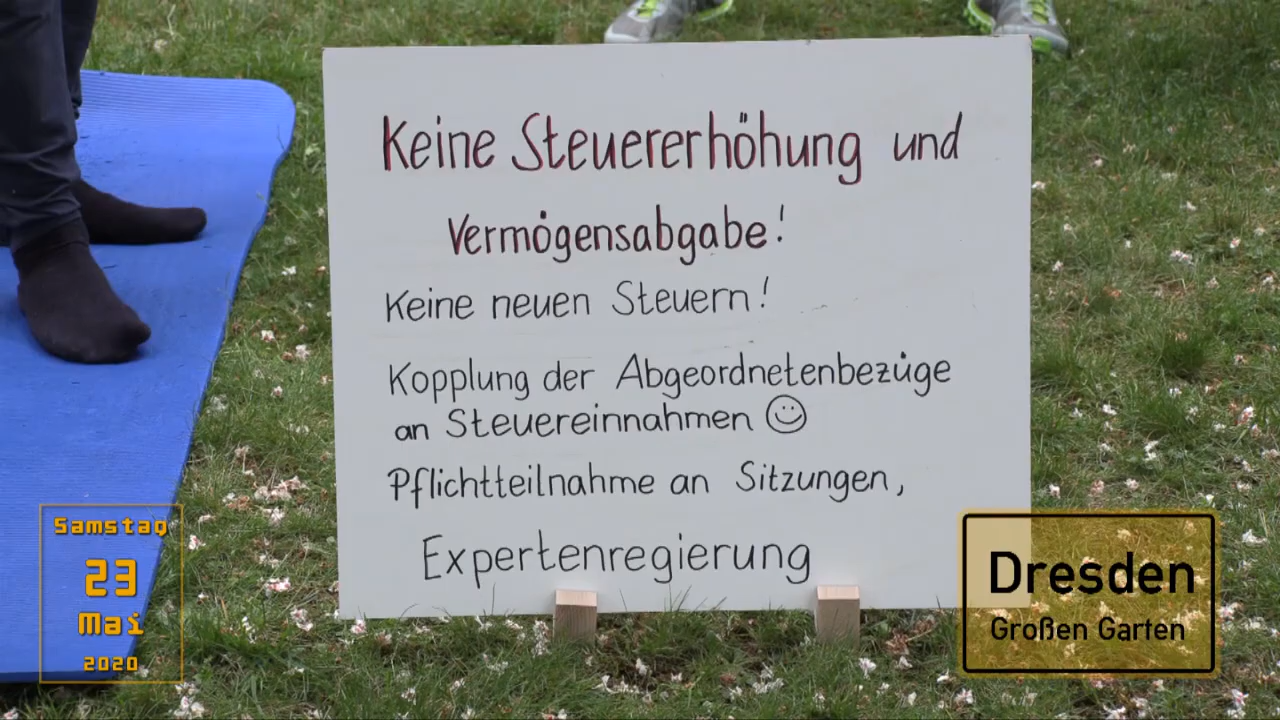 Keine Steuererhöhung und
Vermögensabgabe!
Keine neuen Steuern!
Kopplung der Abgeordnetenbezüge
an Steuereinnahmen ☺
Pflichtteilnahme an Sitzungen,
Expertenregierung
Samstag
23
Mai
2020
Dresden
Großen Garten